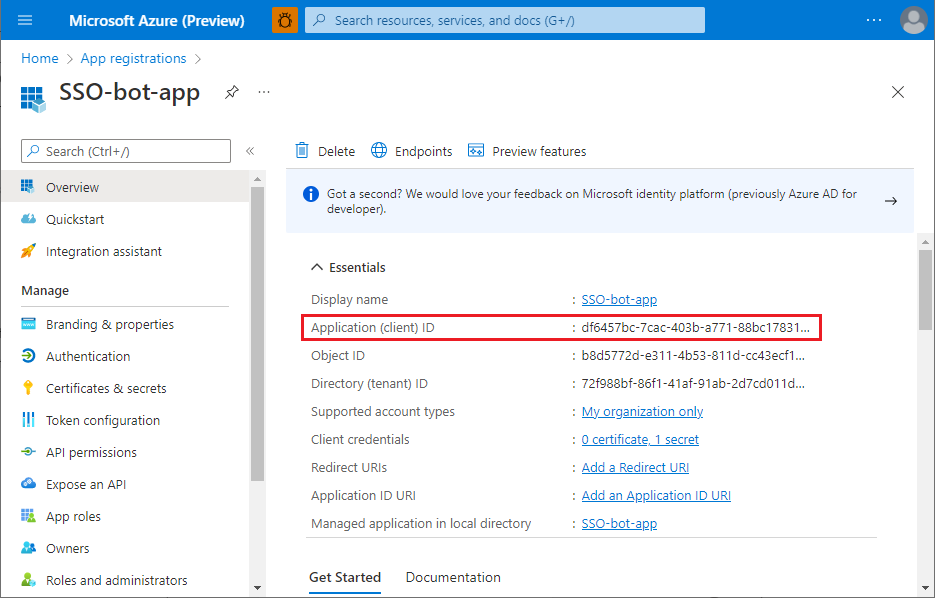 Microsoft Azure (Preview)
Search resources, services, and docs (G+/)
Home > App registrations >
SSO-bot-app
Search (Ctrl+/)
Overview
Quickstart
Integration assistant
Manage
Branding & properties
Authentication
Certificates & secrets
Token configuration
API permissions
Expose an API
App roles
Owners
Roles and administrators
Delete Endpoints Preview features
Got a second? We would love your feedback on Microsoft identity platform (previously Azure AD for
developer).
Essentials
Display name : SSO-bot-app
Application (client) ID : df6457bc-7cac-403b-a771-88bc17831...
Object ID : b8d5772d-e311-4b53-811d-cc43ecf1...
Directory (tenant) ID : 72f988bf-86f1-41af-91ab-2d7cd011d...
Supported account types : My organization only
Client credentials : 0 certificate, 1 secret
Redirect URIs : Add a Redirect URI
Application ID URI : Add an Application ID URI
Managed application in local directory : SSO-bot-app
Get Started Documentation